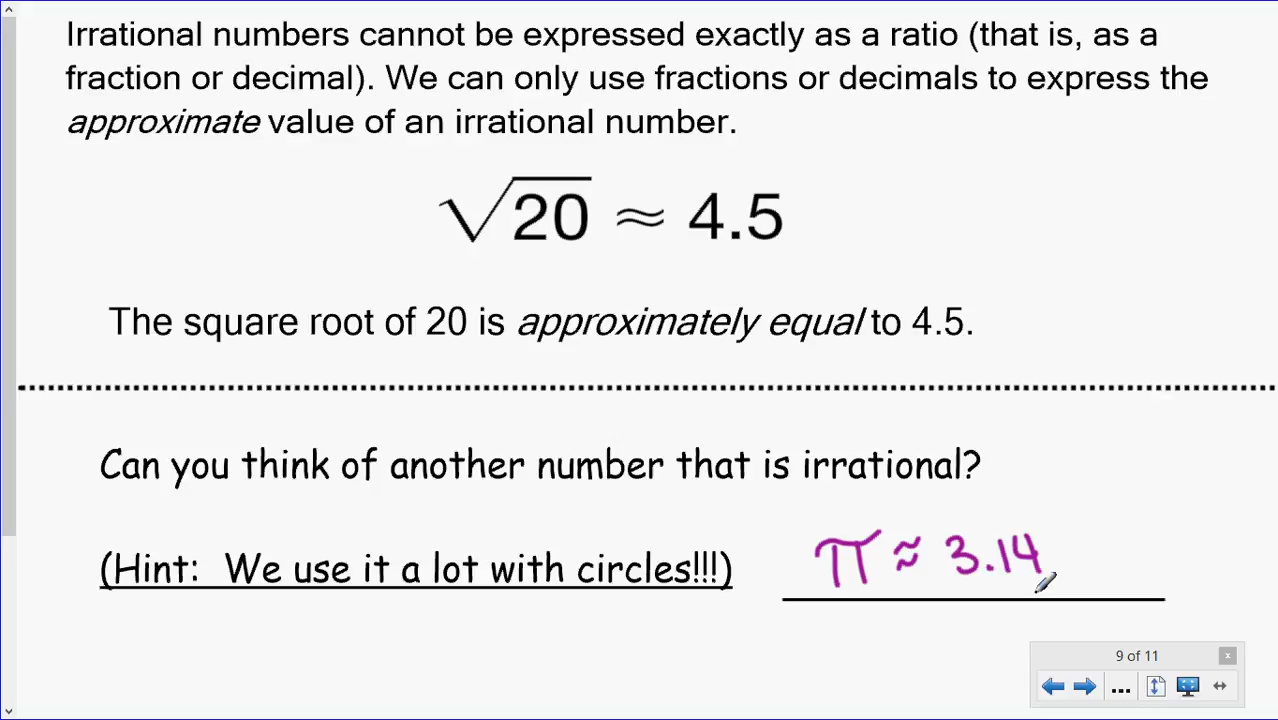 Irrational numbers cannot be expressed exactly as a ratio (that is, as a
fraction or decimal). We can only use fractions or decimals to express the
approximate value of an irrational number.
√20 ≈ 4.5
The square root of 20 is approximately equal to 4.5.
Can you think of another number that is irrational?
(Hint: We use it a lot with circles!!!) π ≈ 3.14
9 of 11